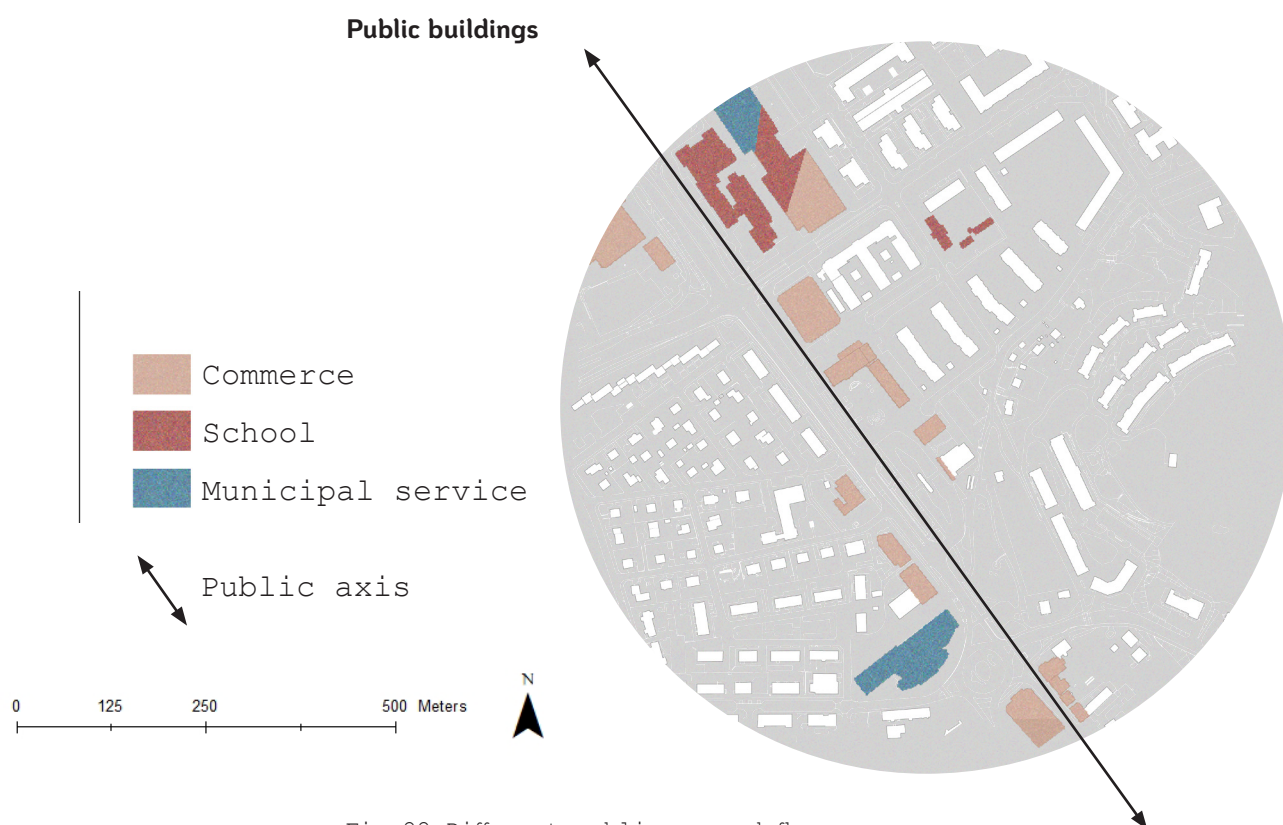 Public buildings
Commerce
School
Municipal service
Public axis
0 125 250 500 Meters
N